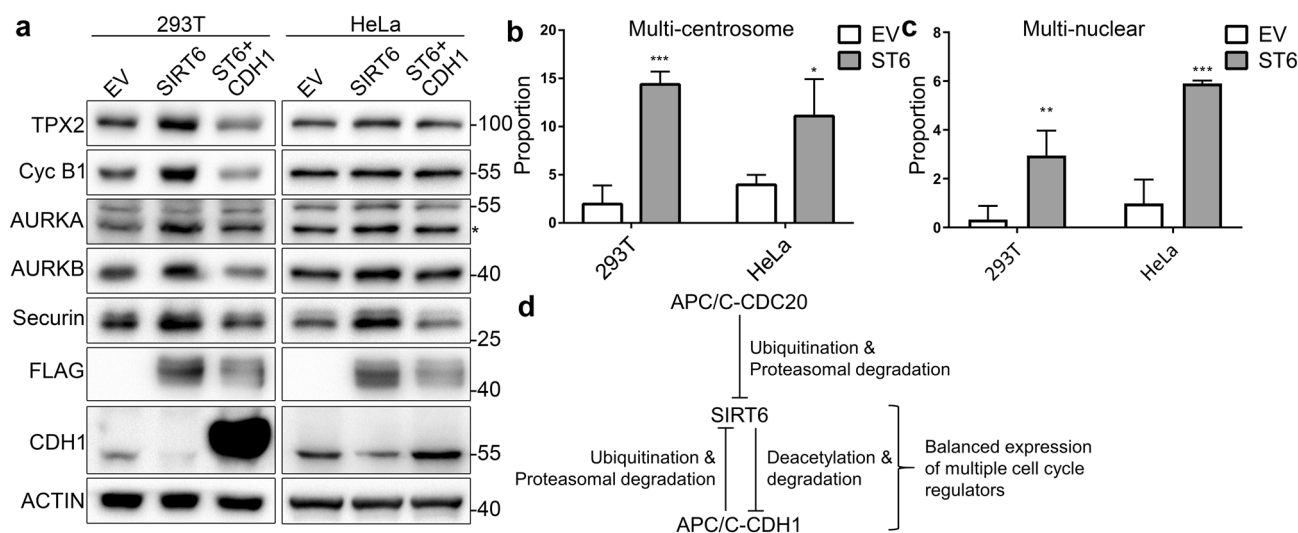 a
293T
HeLa
EV
SIRT6
ST6+
CDH1
EV
SIRT6
ST6+
CDH1
TPX2
-100
Cyc B1
-55
AURKA
-55
*
AURKB
-40
Securin
-25
FLAG
-40
CDH1
-55
ACTIN
-40
b
Multi-centrosome
EV
ST6
Proportion
20
15
10
5
0
***
*
293T
HeLa
c
Multi-nuclear
EV
ST6
Proportion
8
6
4
2
0
**
***
293T
HeLa
d
APC/C-CDC20
Ubiquitination &
Proteasomal degradation
SIRT6
Ubiquitination &
Proteasomal degradation
Deacetylation &
degradation
APC/C-CDH1
Balanced expression
of multiple cell cycle
regulators